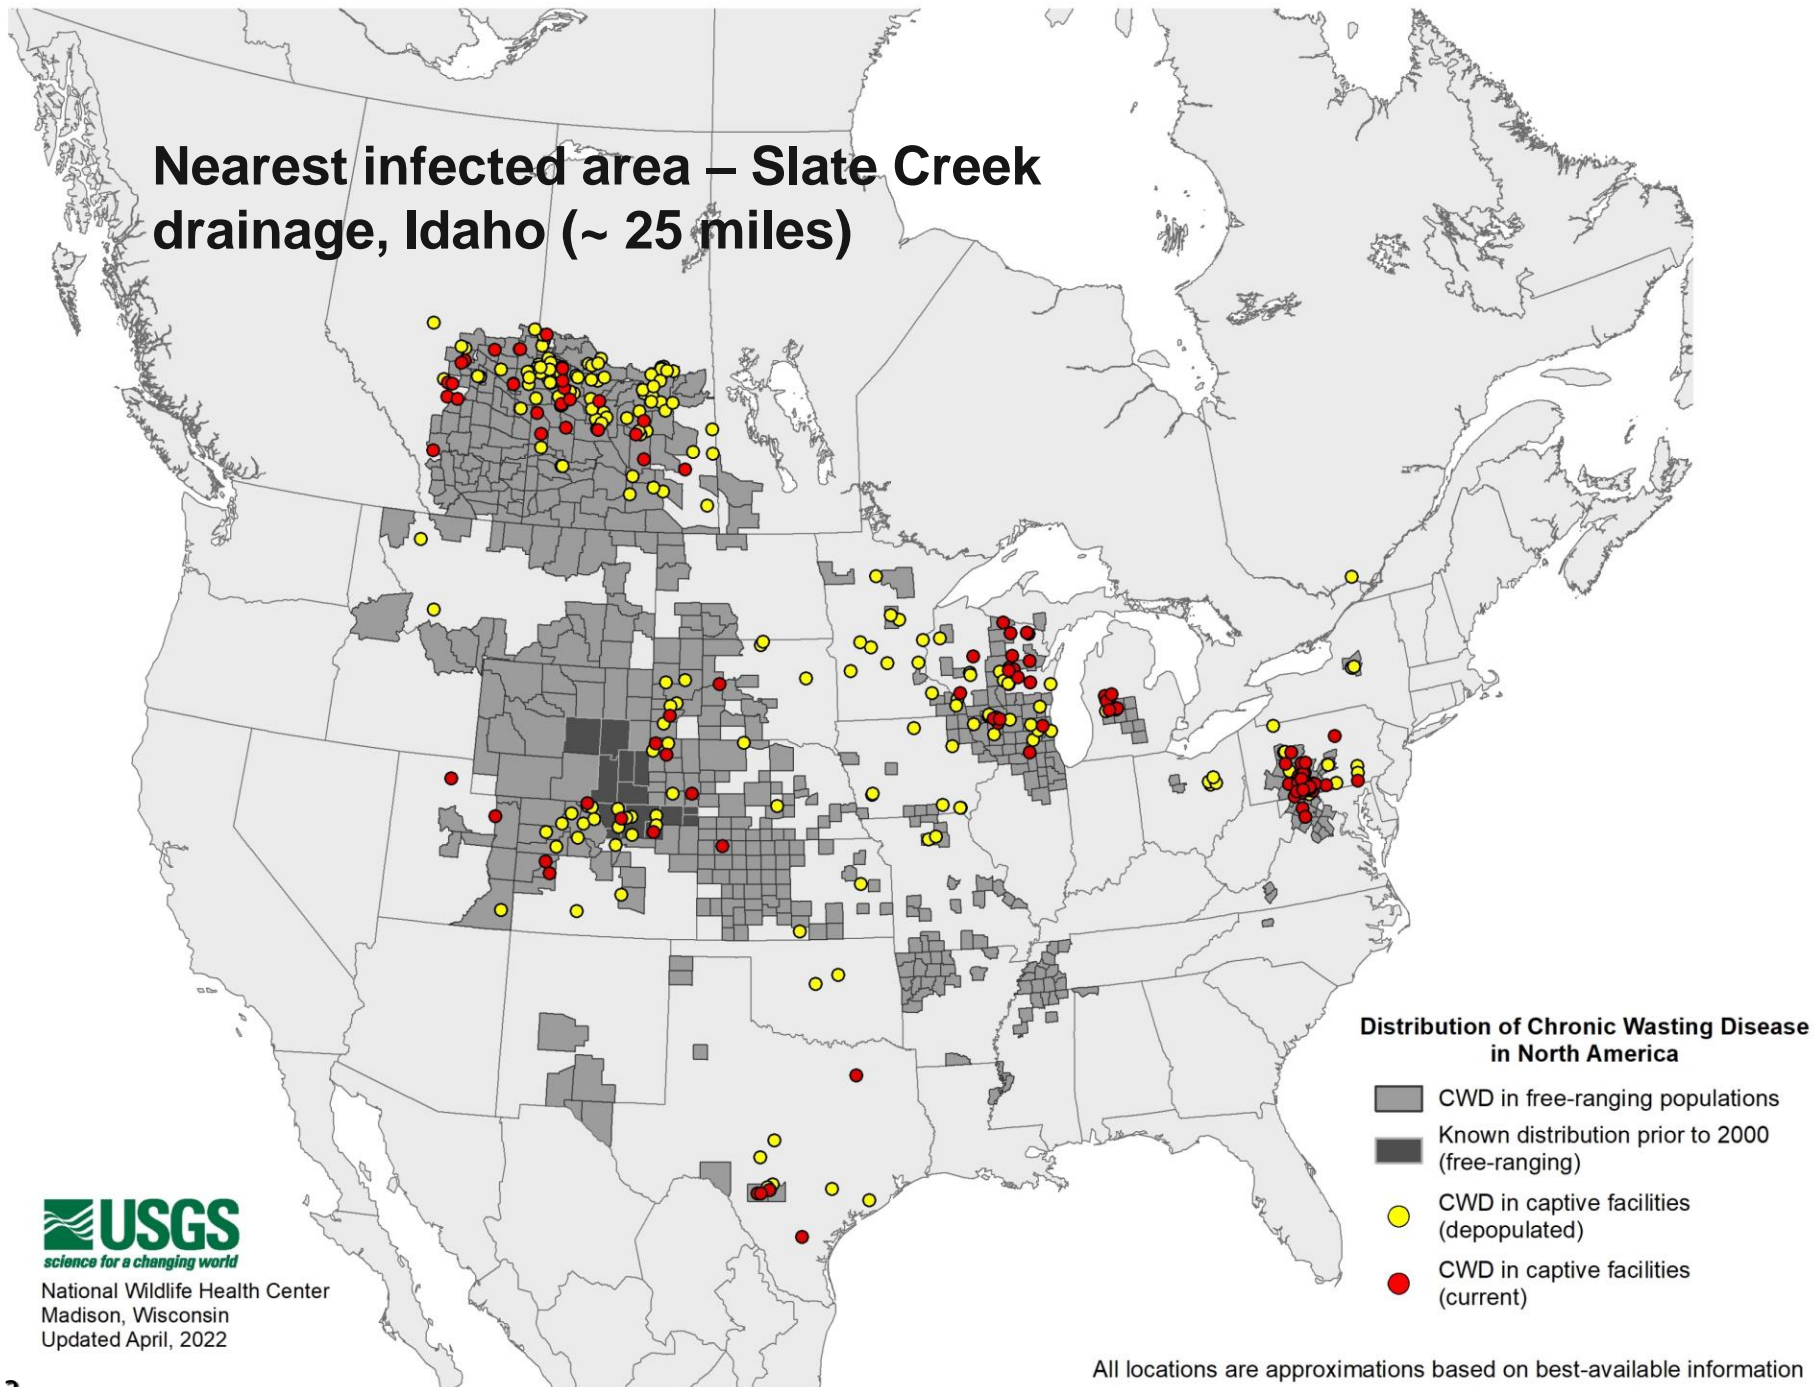 Nearest infected area – Slate Creek
drainage, Idaho (~ 25 miles)
Distribution of Chronic Wasting Disease
in North America
CWD in free-ranging populations
Known distribution prior to 2000
(free-ranging)
CWD in captive facilities
(depopulated)
CWD in captive facilities
(current)
USGS
science for a changing world
National Wildlife Health Center
Madison, Wisconsin
Updated April, 2022
All locations are approximations based on best-available information